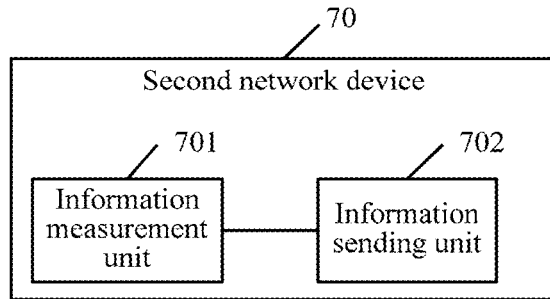 70
Second network device
701
702
Information
measurement
unit
Information
sending unit